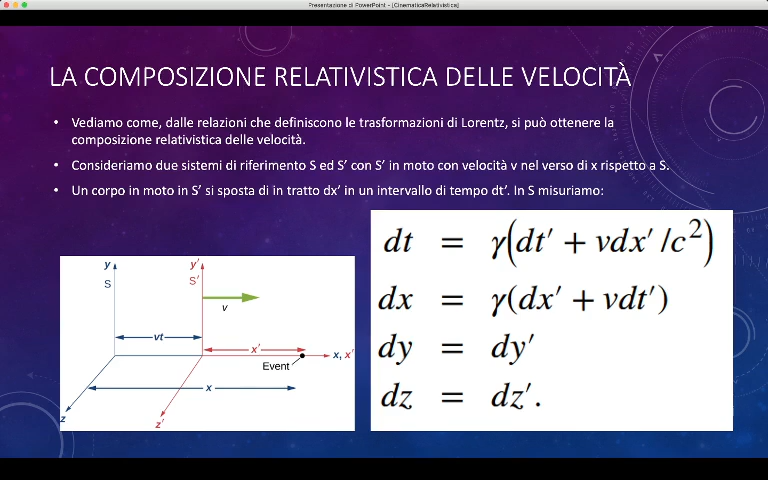 Presentazione di PowerPoint - [CinematicaRelativistica]
LA COMPOSIZIONE RELATIVISTICA DELLE VELOCITÀ
• Vediamo come, dalle relazioni che definiscono le trasformazioni di Lorentz, si può ottenere la
composizione relativistica delle velocità.
• Consideriamo due sistemi di riferimento S ed S' con S' in moto con velocità v nel verso di x rispetto a S.
• Un corpo in moto in S' si sposta di in tratto dx' in un intervallo di tempo dt'. In S misuriamo:
y
y'
S
S'
v
vt
x'
x, x'
Event
x
z
z'
dt = γ(dt' + vdx' /c²)
dx = γ(dx' + vdt')
dy = dy'
dz = dz'.